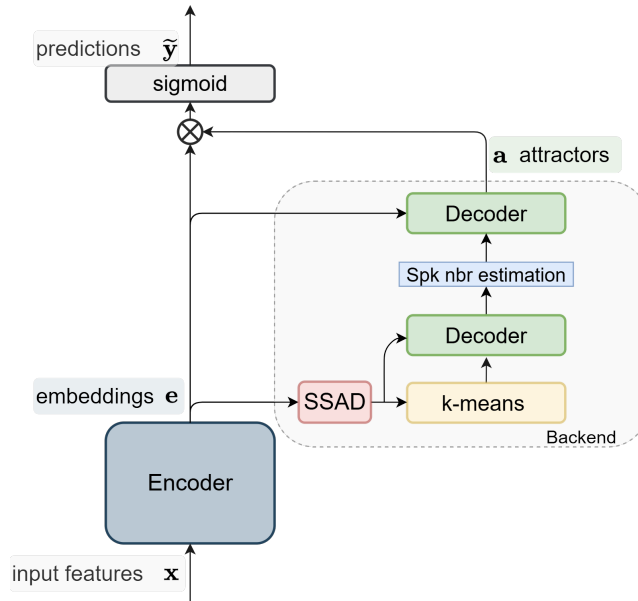 predictions ỹ
sigmoid
a attractors
Decoder
Spk nbr estimation
Decoder
embeddings e
SSAD
k-means
Backend
Encoder
input features x